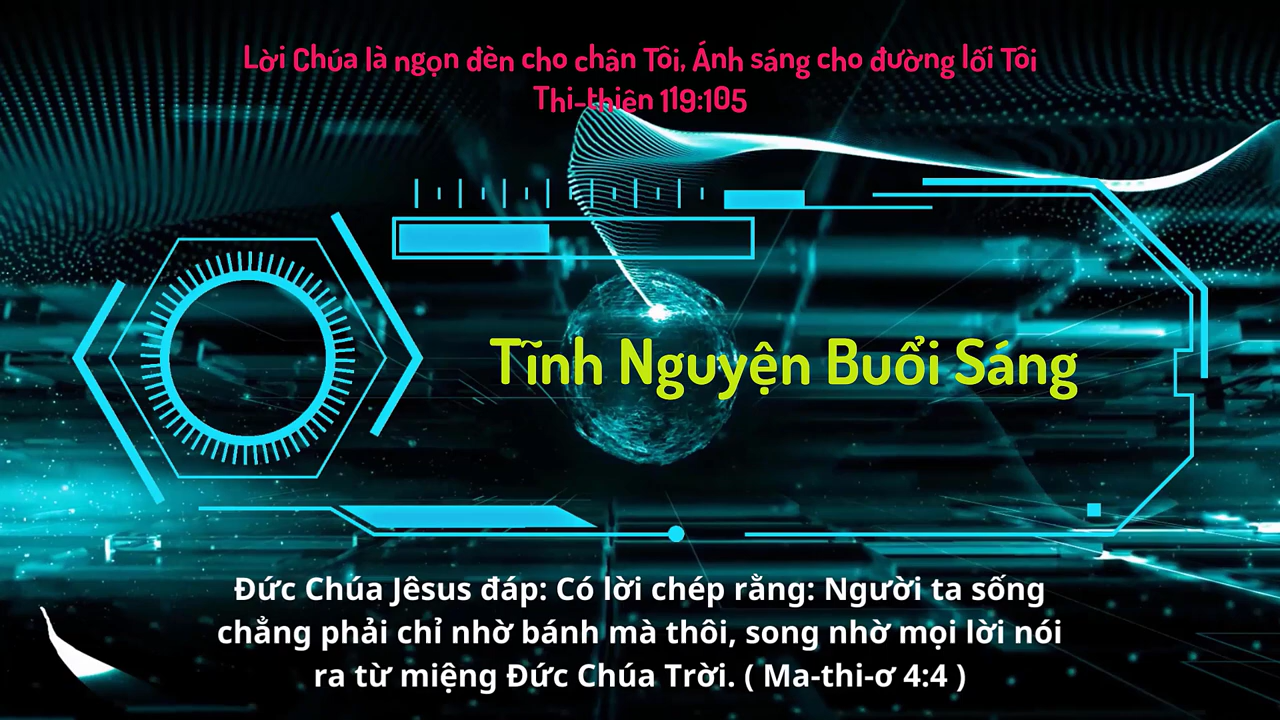 Lời Chúa là ngọn đèn cho chân Tôi, Ánh sáng cho đường lối Tôi
Thi-thiên 119:105
Tĩnh Nguyện Buổi Sáng
Đức Chúa Jêsus đáp: Có lời chép rằng: Người ta sống
chẳng phải chỉ nhờ bánh mà thôi, song nhờ mọi lời nói
ra từ miệng Đức Chúa Trời. ( Ma-thi-ơ 4:4 )